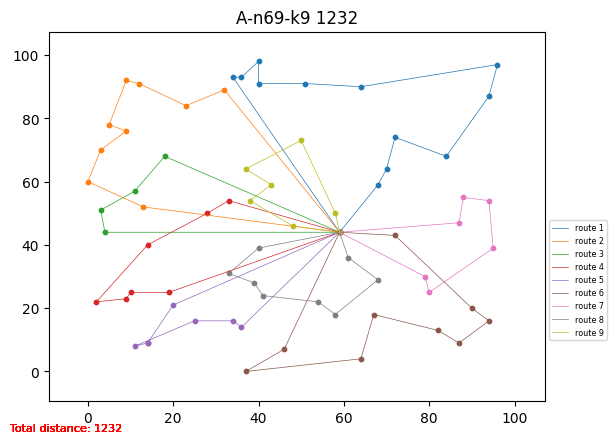 A-n69-k9 1232
100
80
60
40
20
0
0 20 40 60 80 100
route 1
route 2
route 3
route 4
route 5
route 6
route 7
route 8
route 9
Total distance: 1232